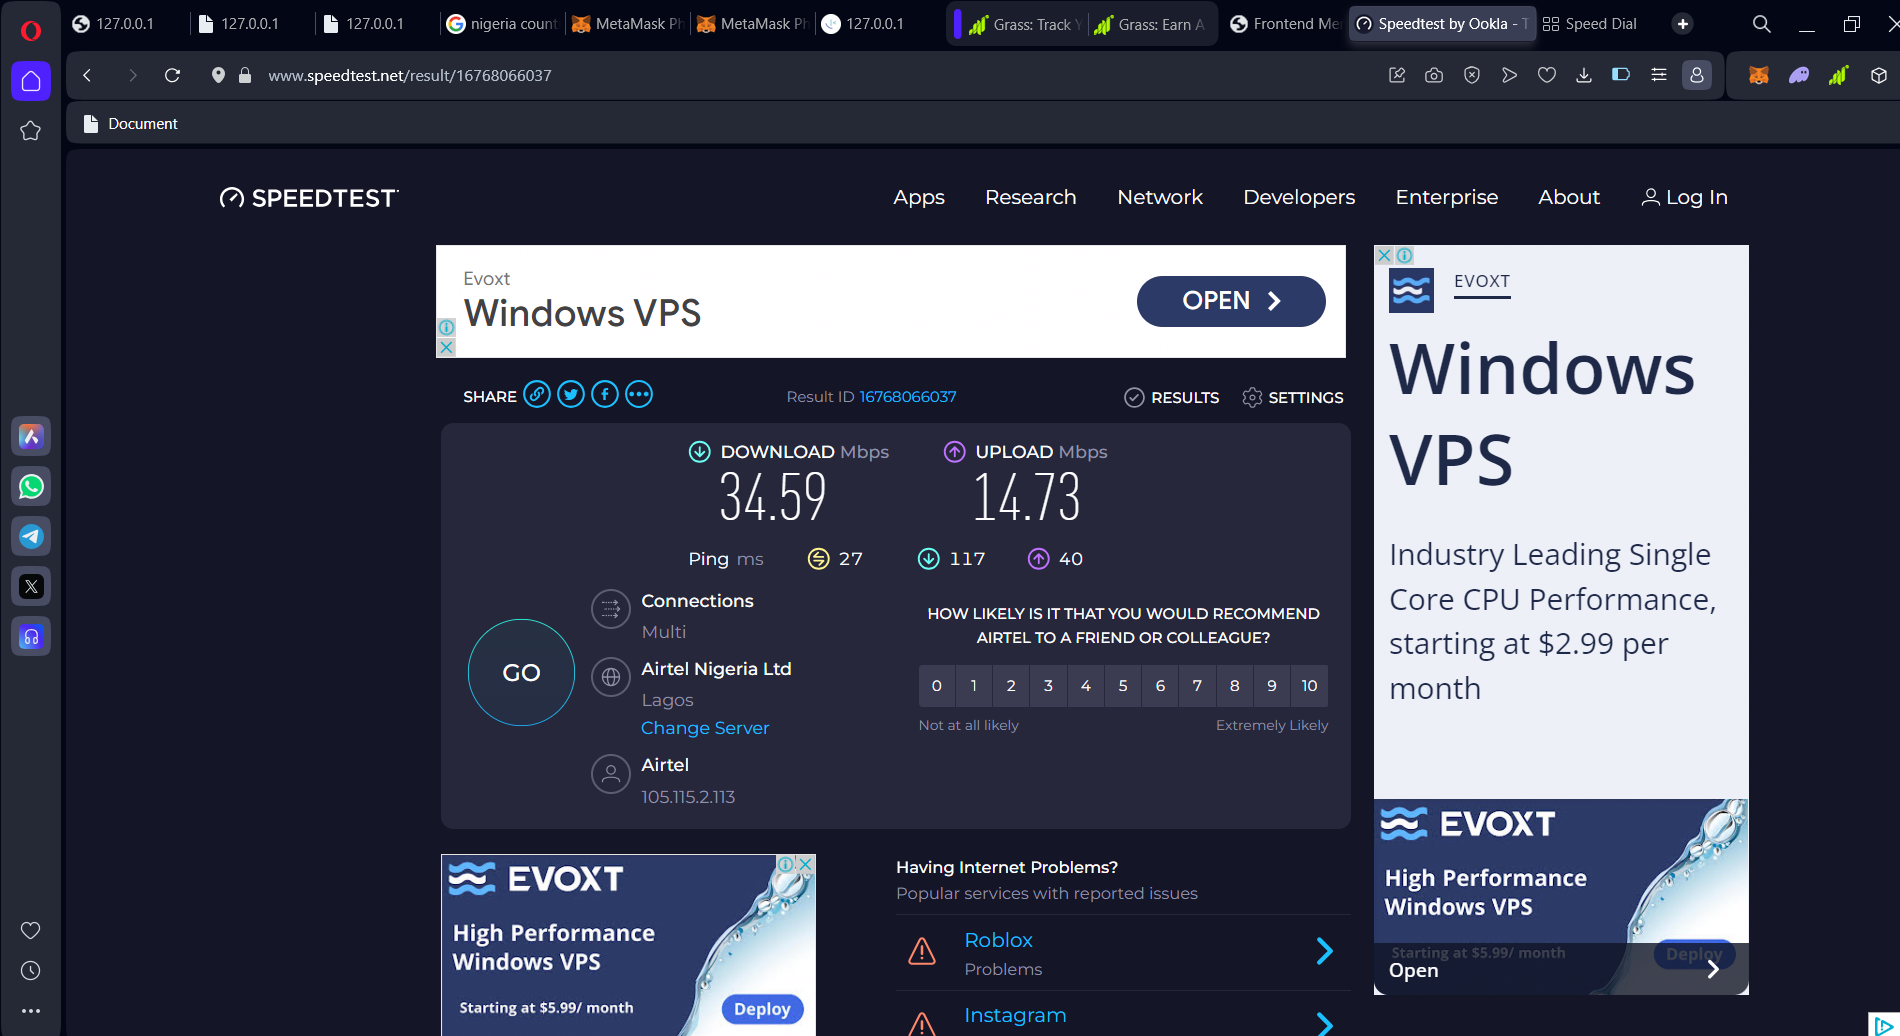 127.0.0.1
127.0.0.1
127.0.0.1
nigeria count
MetaMask Ph
MetaMask Ph
127.0.0.1
Grass: Track Y
Grass: Earn A
Frontend Me
Speedtest by Ookla - T
Speed Dial
www.speedtest.net/result/16768066037
Document
SPEEDTEST
Apps
Research
Network
Developers
Enterprise
About
Log In
Evoxt
Windows VPS
OPEN
SHARE
Result ID 16768066037
RESULTS
SETTINGS
DOWNLOAD Mbps
34.59
UPLOAD Mbps
14.73
Ping ms
27
117
40
GO
Connections
Multi
Airtel Nigeria Ltd
Lagos
Change Server
Airtel
105.115.2.113
HOW LIKELY IS IT THAT YOU WOULD RECOMMEND
AIRTEL TO A FRIEND OR COLLEAGUE?
0 1 2 3 4 5 6 7 8 9 10
Not at all likely
Extremely Likely
EVOXT
Windows
VPS
Industry Leading Single
Core CPU Performance,
starting at $2.99 per
month
EVOXT
High Performance
Windows VPS
Starting at $5.99/ month
Deploy
Open
EVOXT
High Performance
Windows VPS
Starting at $5.99/ month
Deploy
Having Internet Problems?
Popular services with reported issues
Roblox
Problems
Instagram